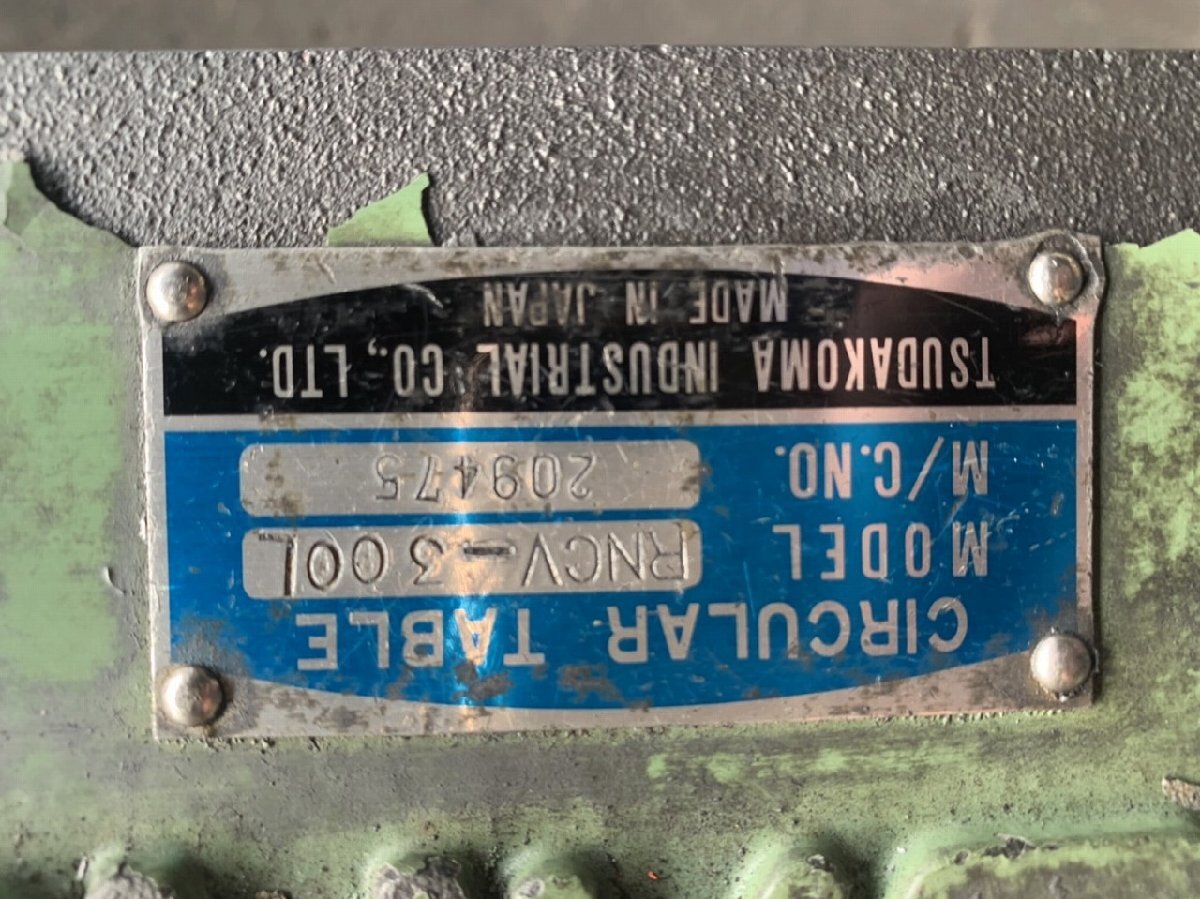 CIRCULAR TABLE
MODEL RNCV-300L
M/C.NO. 209475
TSUDAKOMA INDUSTRIAL CO., LTD.
MADE IN JAPAN